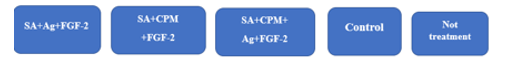 SA+Ag+FGF-2
SA+CPM
+FGF-2
SA+CPM+
Ag+FGF-2
Control
Not
treatment